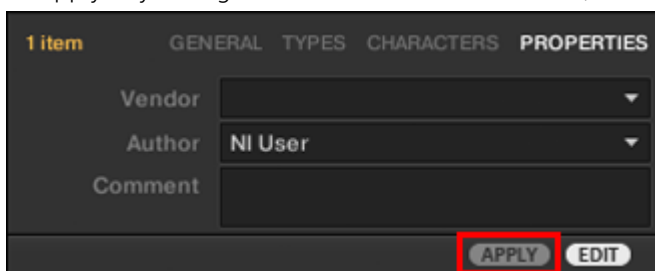 1 item GENERAL TYPES CHARACTERS PROPERTIES
Vendor
Author NI User
Comment
APPLY EDIT